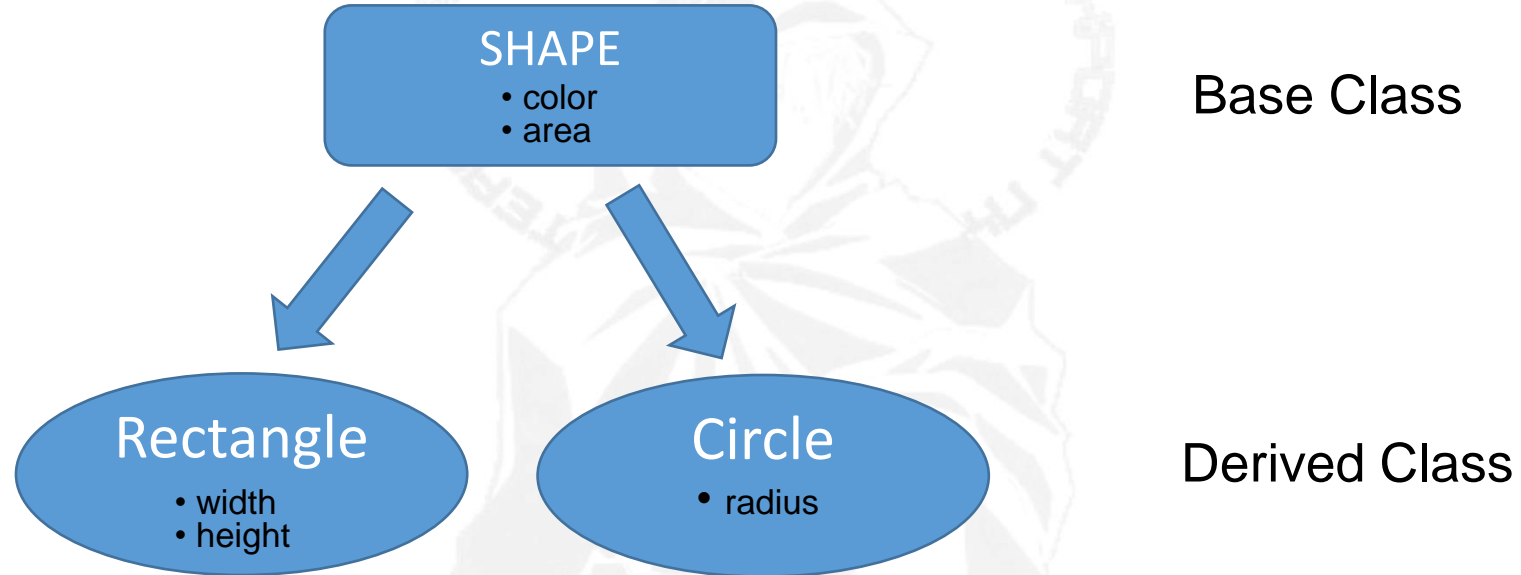 SHAPE
• color
• area
Base Class
Rectangle
• width
• height
Circle
• radius
Derived Class